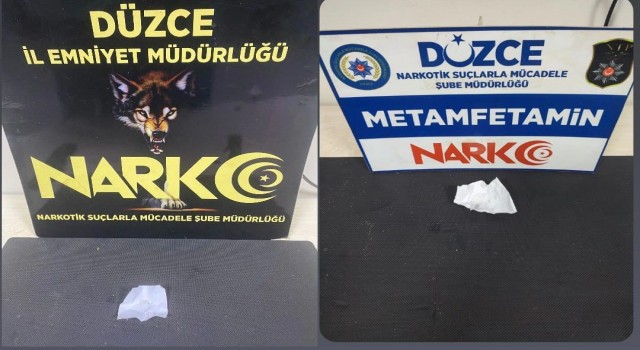 DÜZCE
İL EMNİYET MÜDÜRLÜĞÜ
NARKO
NARKOTİK SUÇLARLA MÜCADELE ŞUBE MÜDÜRLÜĞÜ
DÜZCE
NARKOTİK SUÇLARLA MÜCADELE
ŞUBE MÜDÜRLÜĞÜ
METAMFETAMİN
NARKO